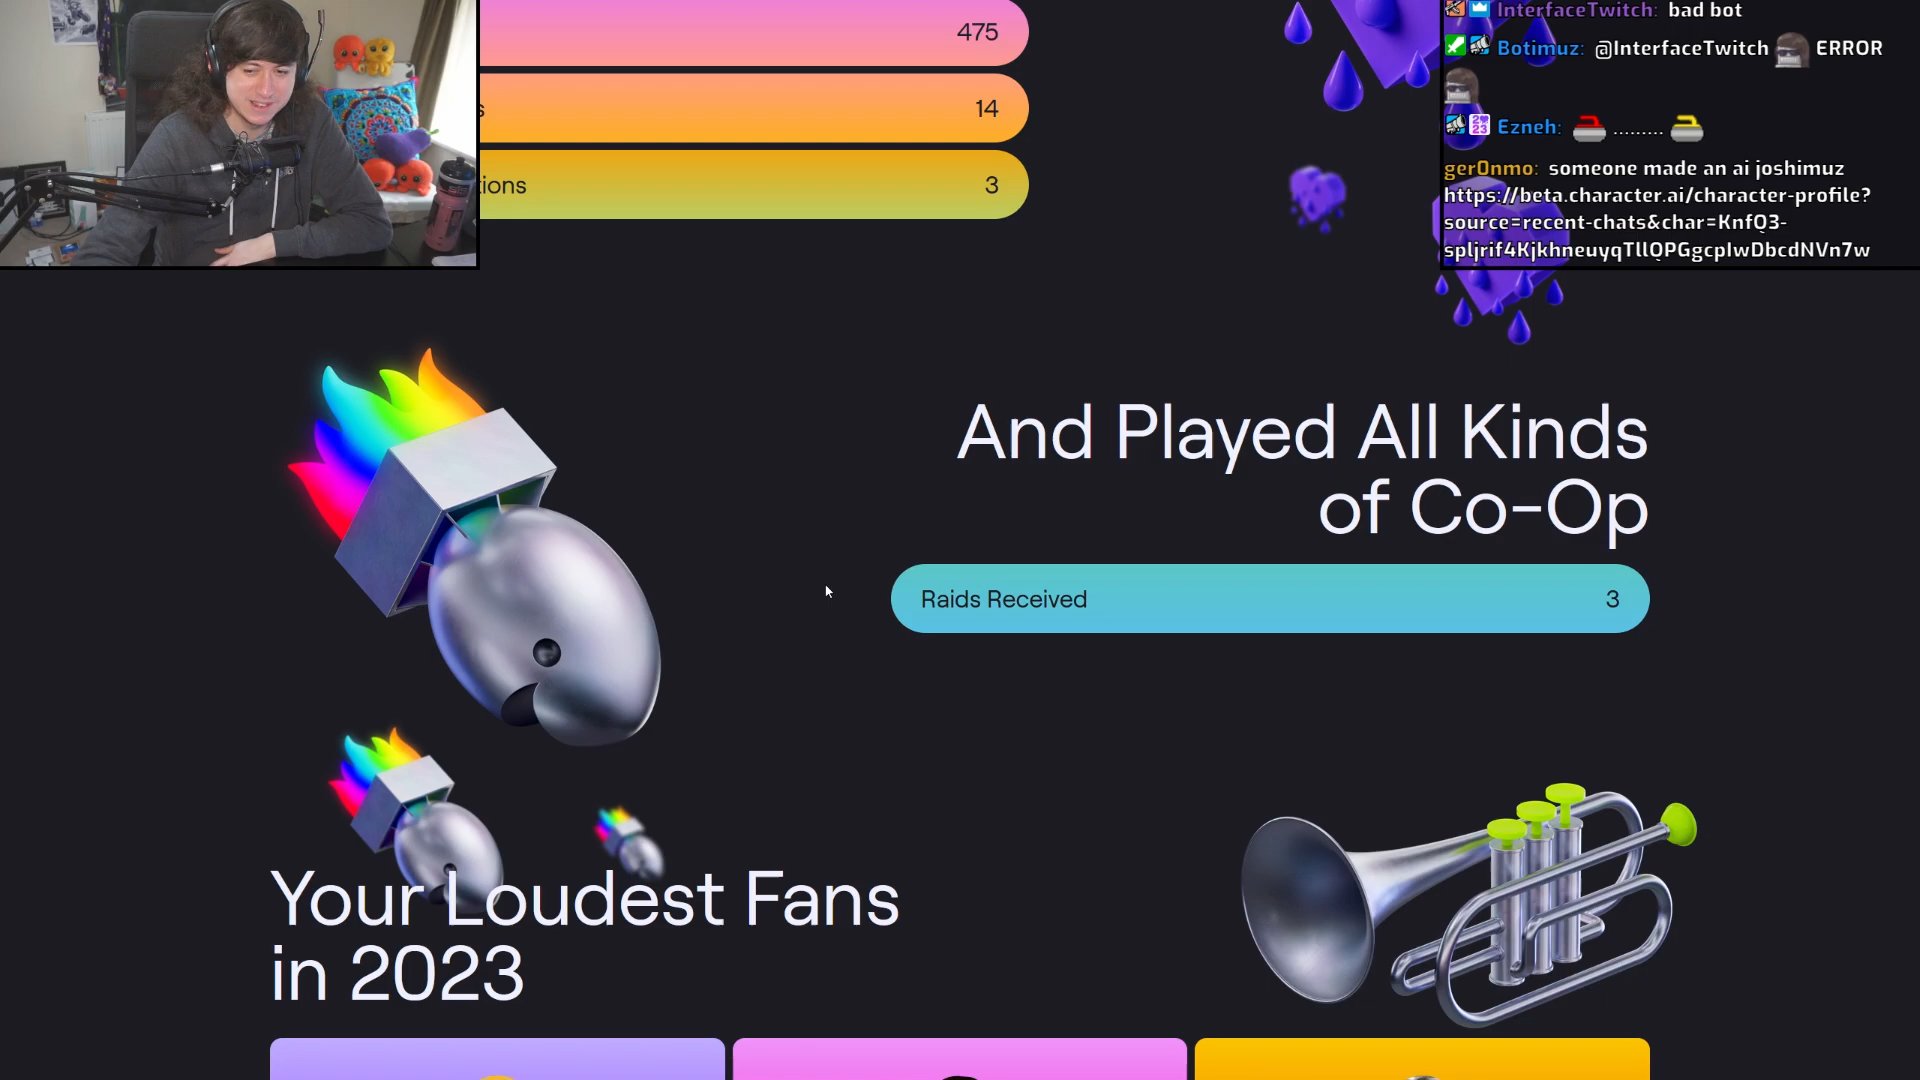 475
s
14
tions
3
InterfaceTwitch: bad bot
Botimuz: @InterfaceTwitch ERROR
Ezneh: .........
ger0nmo: someone made an ai joshimuz
https://beta.character.ai/character-profile?
source=recent-chats&char=KnfQ3-
spljrif4KjkhneuyqTllQPGgcpIwDbcdNVn7w
And Played All Kinds
of Co-Op
Raids Received 3
Your Loudest Fans
in 2023